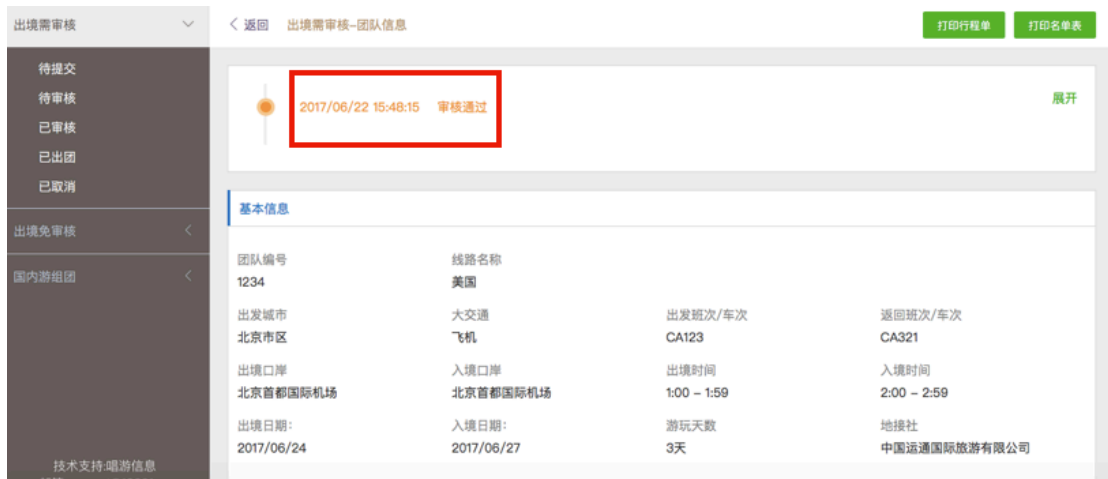 出境需审核
返回 出境需审核-团队信息 打印行程单 打印名单表
待提交
待审核
已审核
已出团
已取消
出境免审核
国内游组团
技术支持:唱游信息
2017/06/22 15:48:15 审核通过 展开
基本信息
团队编号 线路名称
1234 美国
出发城市 大交通 出发班次/车次 返回班次/车次
北京市区 飞机 CA123 CA321
出境口岸 入境口岸 出境时间 入境时间
北京首都国际机场 北京首都国际机场 1:00 - 1:59 2:00 - 2:59
出境日期: 入境日期: 游玩天数 地接社
2017/06/24 2017/06/27 3天 中国运通国际旅游有限公司